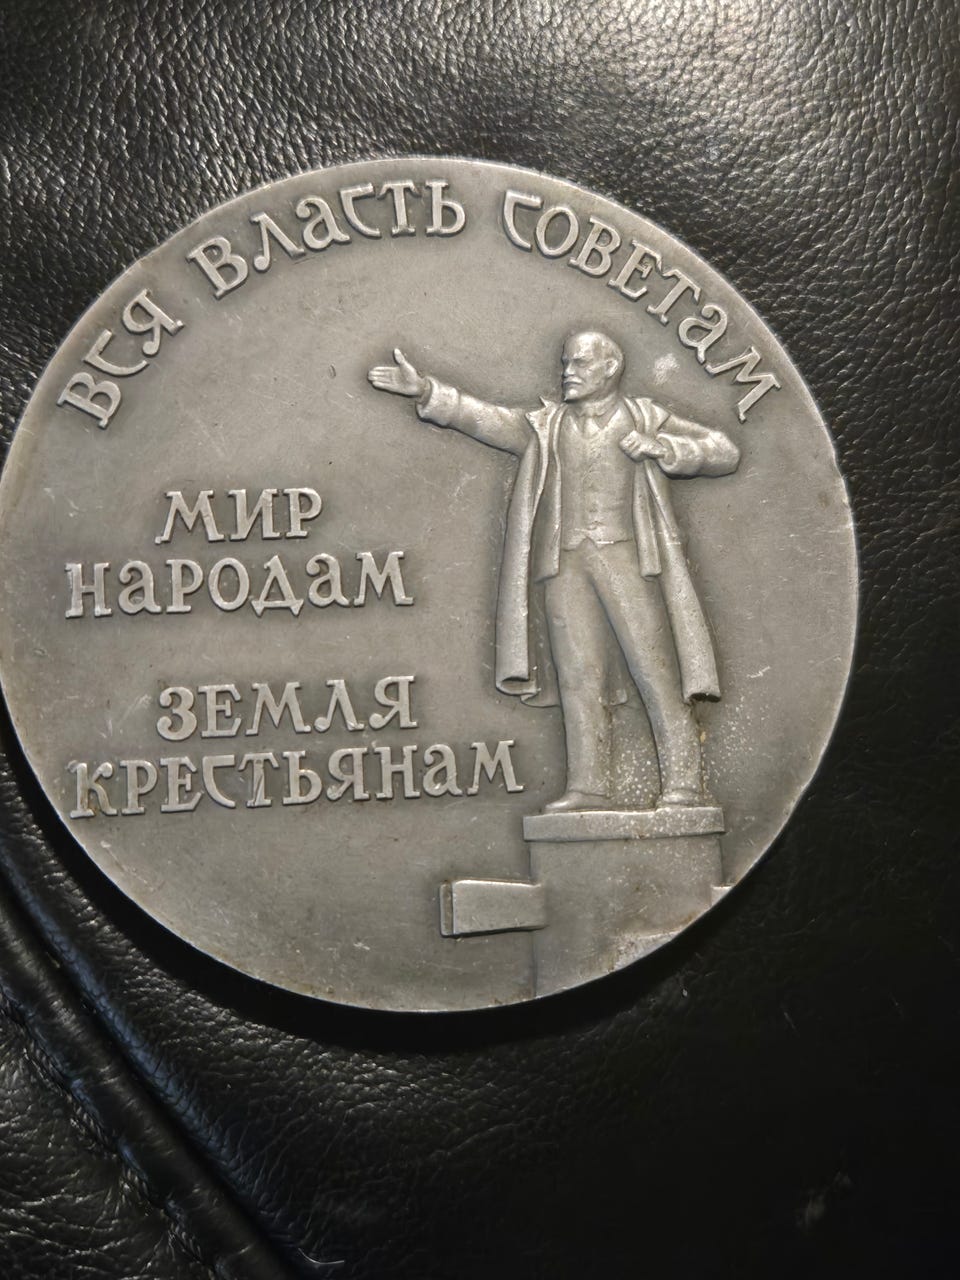 ВСЯ ВЛАСТЬ СОВЕТАМ
МИР
НАРОДАМ
ЗЕМЛЯ
КРЕСТЬЯНАМ